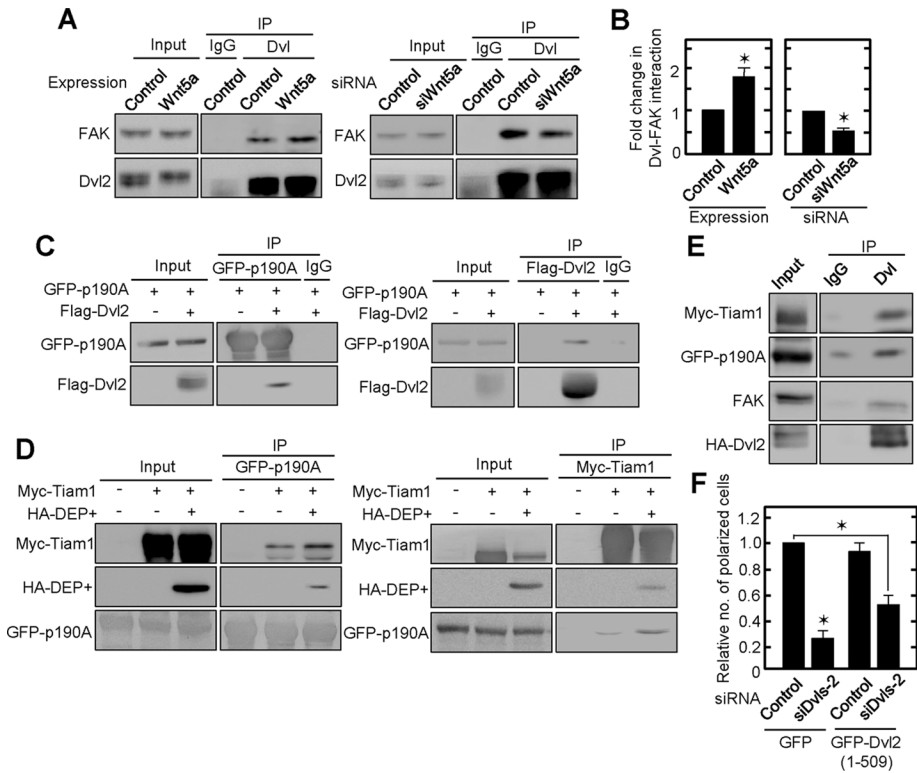 A
Input
IP
IgG
Dvl
Expression
Control
Wnt5a
Control
Control
Wnt5a
FAK
Dvl2
Input
IP
IgG
Dvl
siRNA
Control
siWnt5a
Control
Control
siWnt5a
FAK
Dvl2
B
Fold change in
Dvl-FAK interaction
2
1
0
*
*
Control
Wnt5a
Control
siWnt5a
Expression
siRNA
C
Input
IP
GFP-p190A
IgG
GFP-p190A + + + + +
Flag-Dvl2 - + - + +
GFP-p190A
Flag-Dvl2
Input
IP
Flag-Dvl2
IgG
GFP-p190A + + + + +
Flag-Dvl2 - + - + +
GFP-p190A
Flag-Dvl2
D
Input
IP
GFP-p190A
Myc-Tiam1 - + + - + +
HA-DEP+ - - + - - +
Myc-Tiam1
HA-DEP+
GFP-p190A
Input
IP
Myc-Tiam1
Myc-Tiam1 - + + - + +
HA-DEP+ - - + - - +
Myc-Tiam1
HA-DEP+
GFP-p190A
E
Input
IP
IgG
Dvl
Myc-Tiam1
GFP-p190A
FAK
HA-Dvl2
F
Relative no. of polarized cells
1.2
1.0
0.8
0.6
0.4
0.2
0
*
*
siRNA
Control
siDvls-2
Control
siDvls-2
GFP
GFP-Dvl2
(1-509)